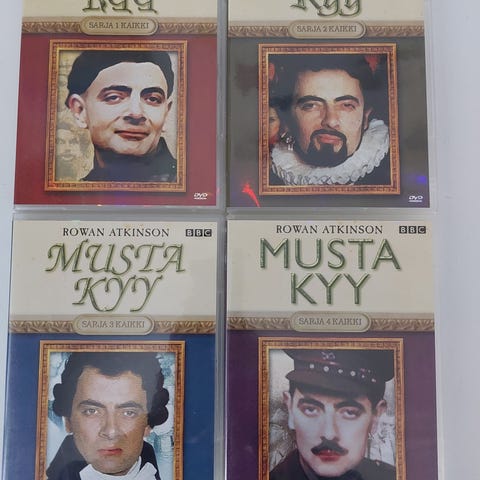 Kyy
SARJA 1 KAIKKI
DVD
Kyy
SARJA 2 KAIKKI
DVD
ROWAN ATKINSON BBC
MUSTA
KYY
SARJA 3 KAIKKI
ROWAN ATKINSON BBC
MUSTA
KYY
SARJA 4 KAIKKI